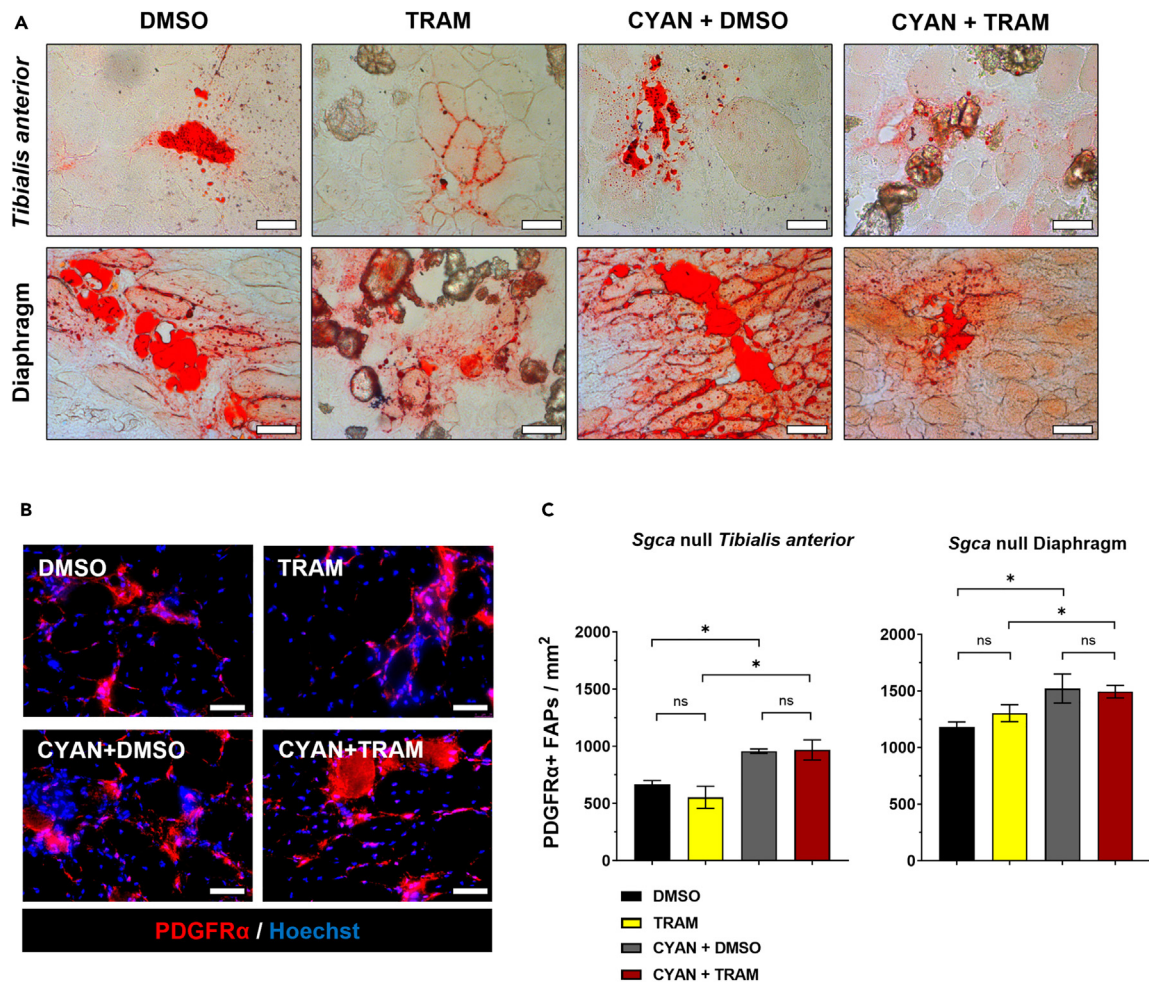 A
DMSO
TRAM
CYAN + DMSO
CYAN + TRAM
Tibialis anterior
Diaphragm
B
DMSO
TRAM
CYAN+DMSO
CYAN+TRAM
PDGFRα / Hoechst
C
Sgca null Tibialis anterior
Sgca null Diaphragm
PDGFRα+ FAPs / mm²
2000
1500
1000
500
0
*
*
ns
ns
2000
1500
1000
500
0
*
*
ns
ns
DMSO
TRAM
CYAN + DMSO
CYAN + TRAM